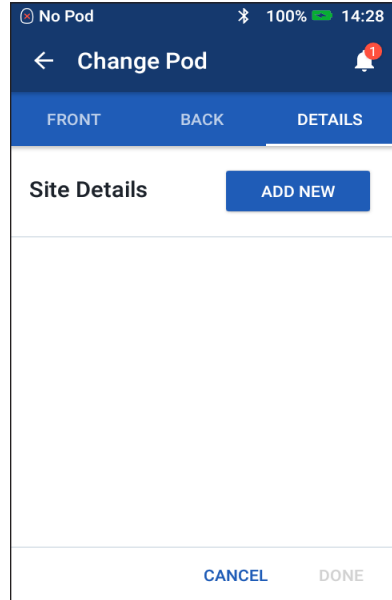 No Pod 100% 14:28
Change Pod 1
FRONT BACK DETAILS
Site Details ADD NEW
CANCEL DONE